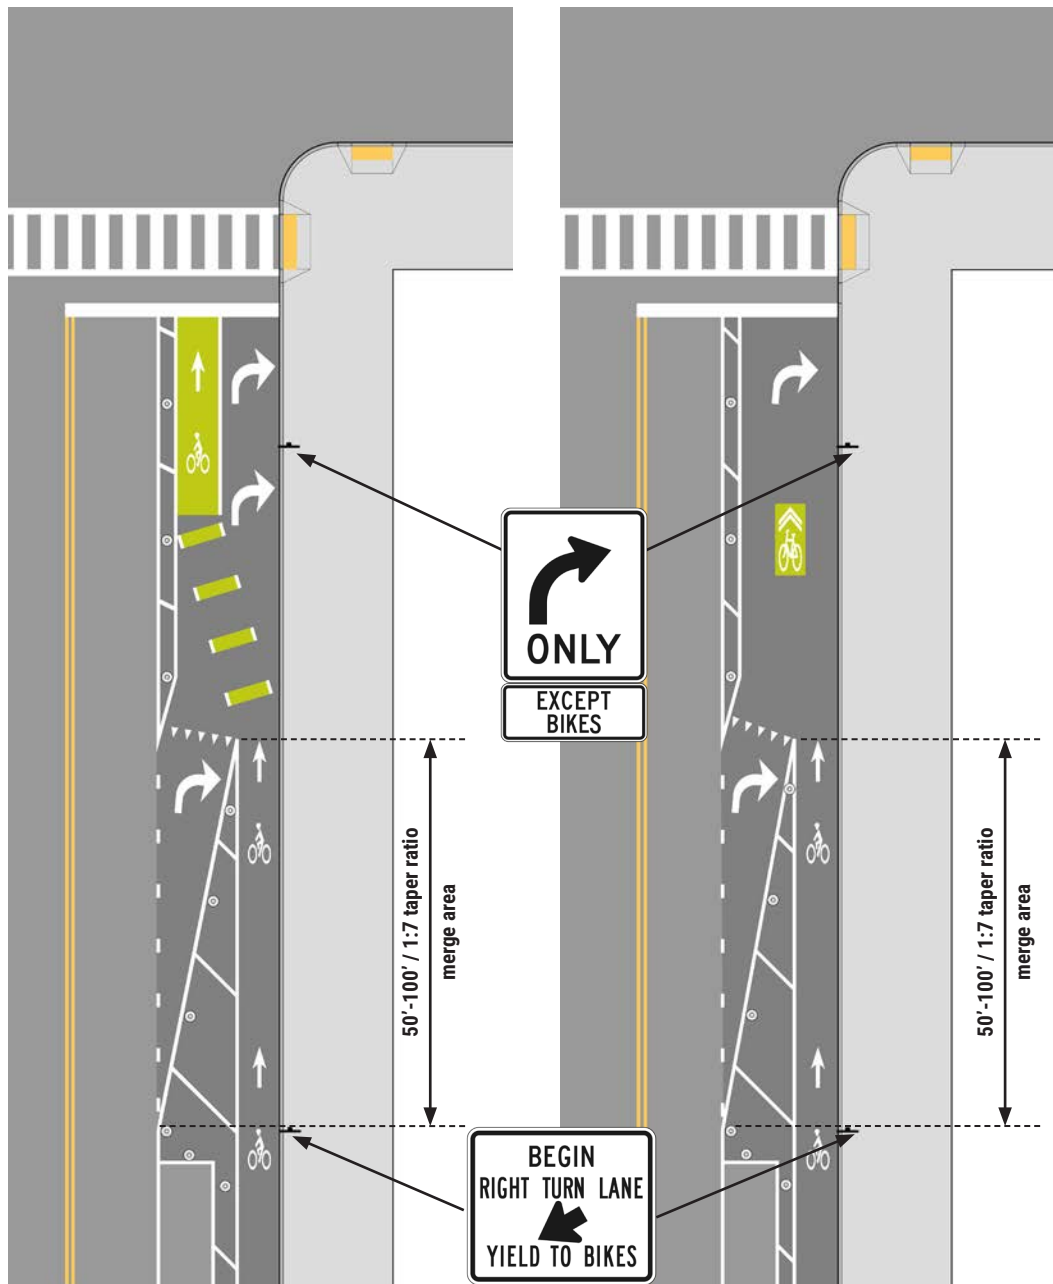 ONLY
EXCEPT
BIKES
50'-100' / 1:7 taper ratio
merge area
50'-100' / 1:7 taper ratio
merge area
BEGIN
RIGHT TURN LANE
YIELD TO BIKES